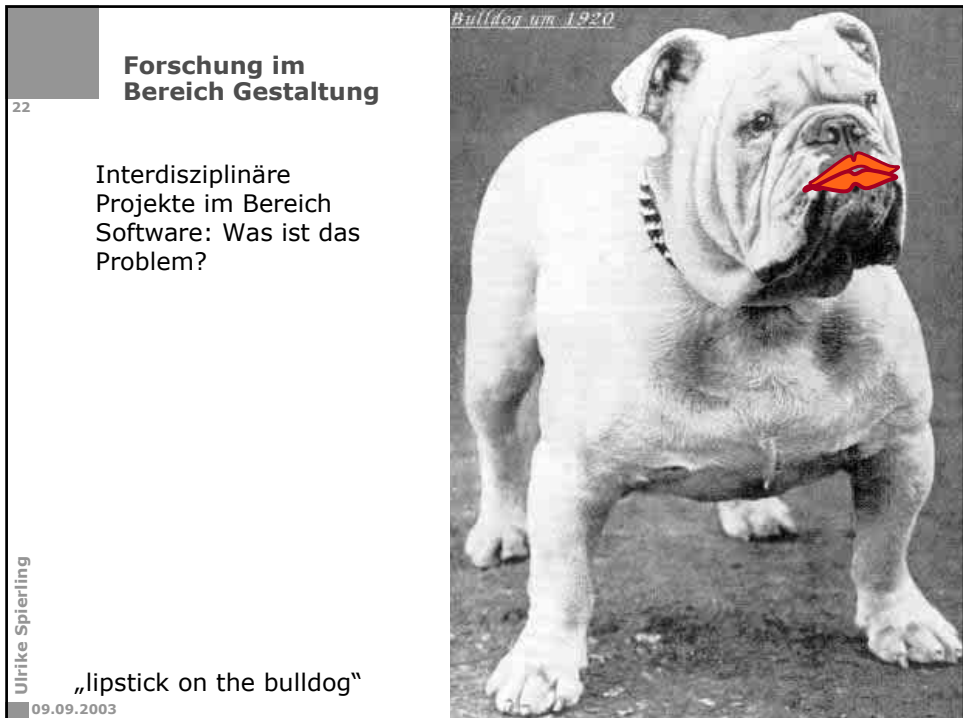 Bulldog um 1920
Forschung im
Bereich Gestaltung
22
Interdisziplinäre
Projekte im Bereich
Software: Was ist das
Problem?
Ulrike Spierling
„lipstick on the bulldog“
09.09.2003